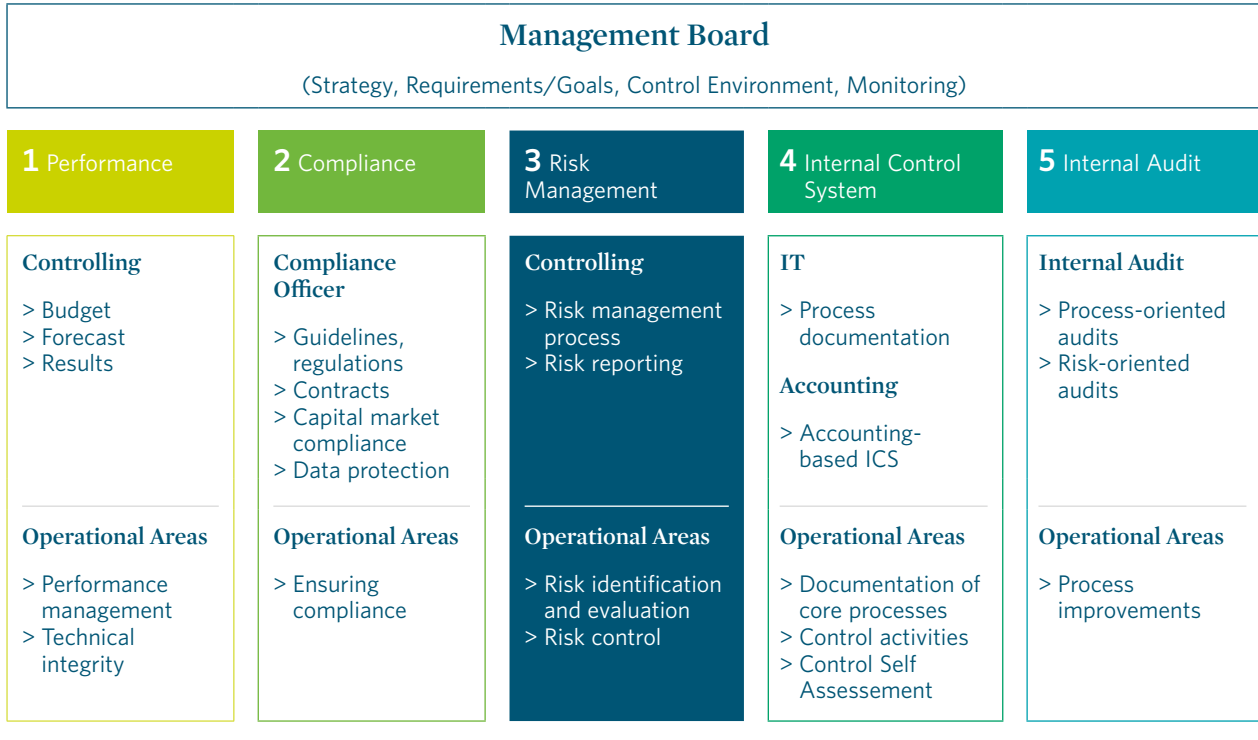 Management Board
(Strategy, Requirements/Goals, Control Environment, Monitoring)
1 Performance
Controlling
> Budget
> Forecast
> Results
Operational Areas
> Performance
management
> Technical
integrity
2 Compliance
Compliance
Officer
> Guidelines,
regulations
> Contracts
> Capital market
compliance
> Data protection
Operational Areas
> Ensuring
compliance
3 Risk
Management
Controlling
> Risk management
process
> Risk reporting
Operational Areas
> Risk identification
and evaluation
> Risk control
4 Internal Control
System
IT
> Process
documentation
Accounting
> Accounting-
based ICS
Operational Areas
> Documentation of
core processes
> Control activities
> Control Self
Assessement
5 Internal Audit
Internal Audit
> Process-oriented
audits
> Risk-oriented
audits
Operational Areas
> Process
improvements